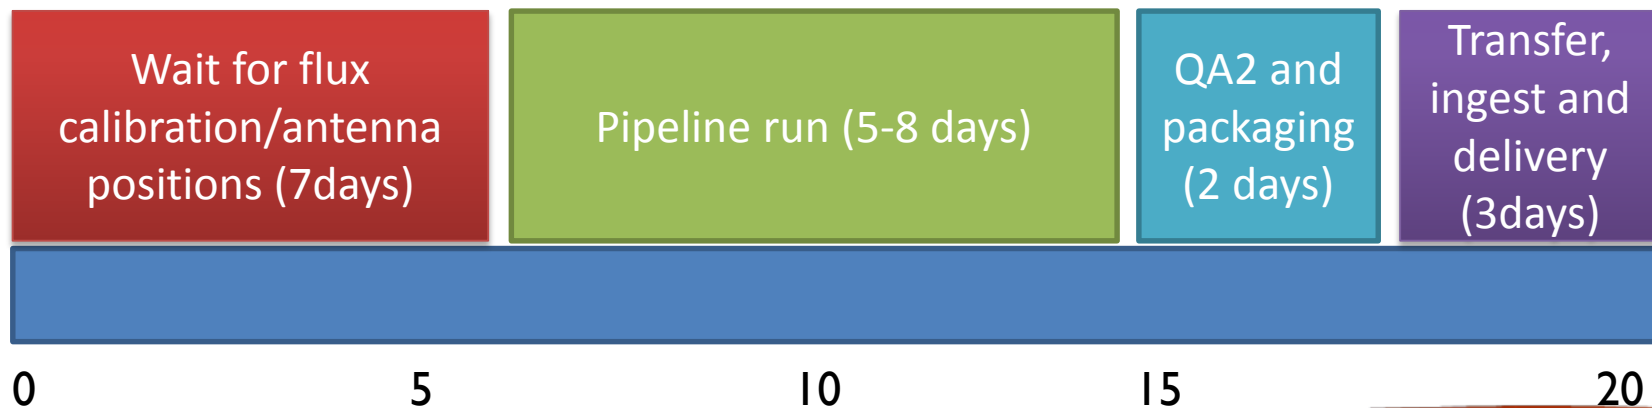 Wait for flux
calibration/antenna
positions (7days)
Pipeline run (5-8 days)
QA2 and
packaging
(2 days)
Transfer,
ingest and
delivery
(3days)
0 5 10 15 20